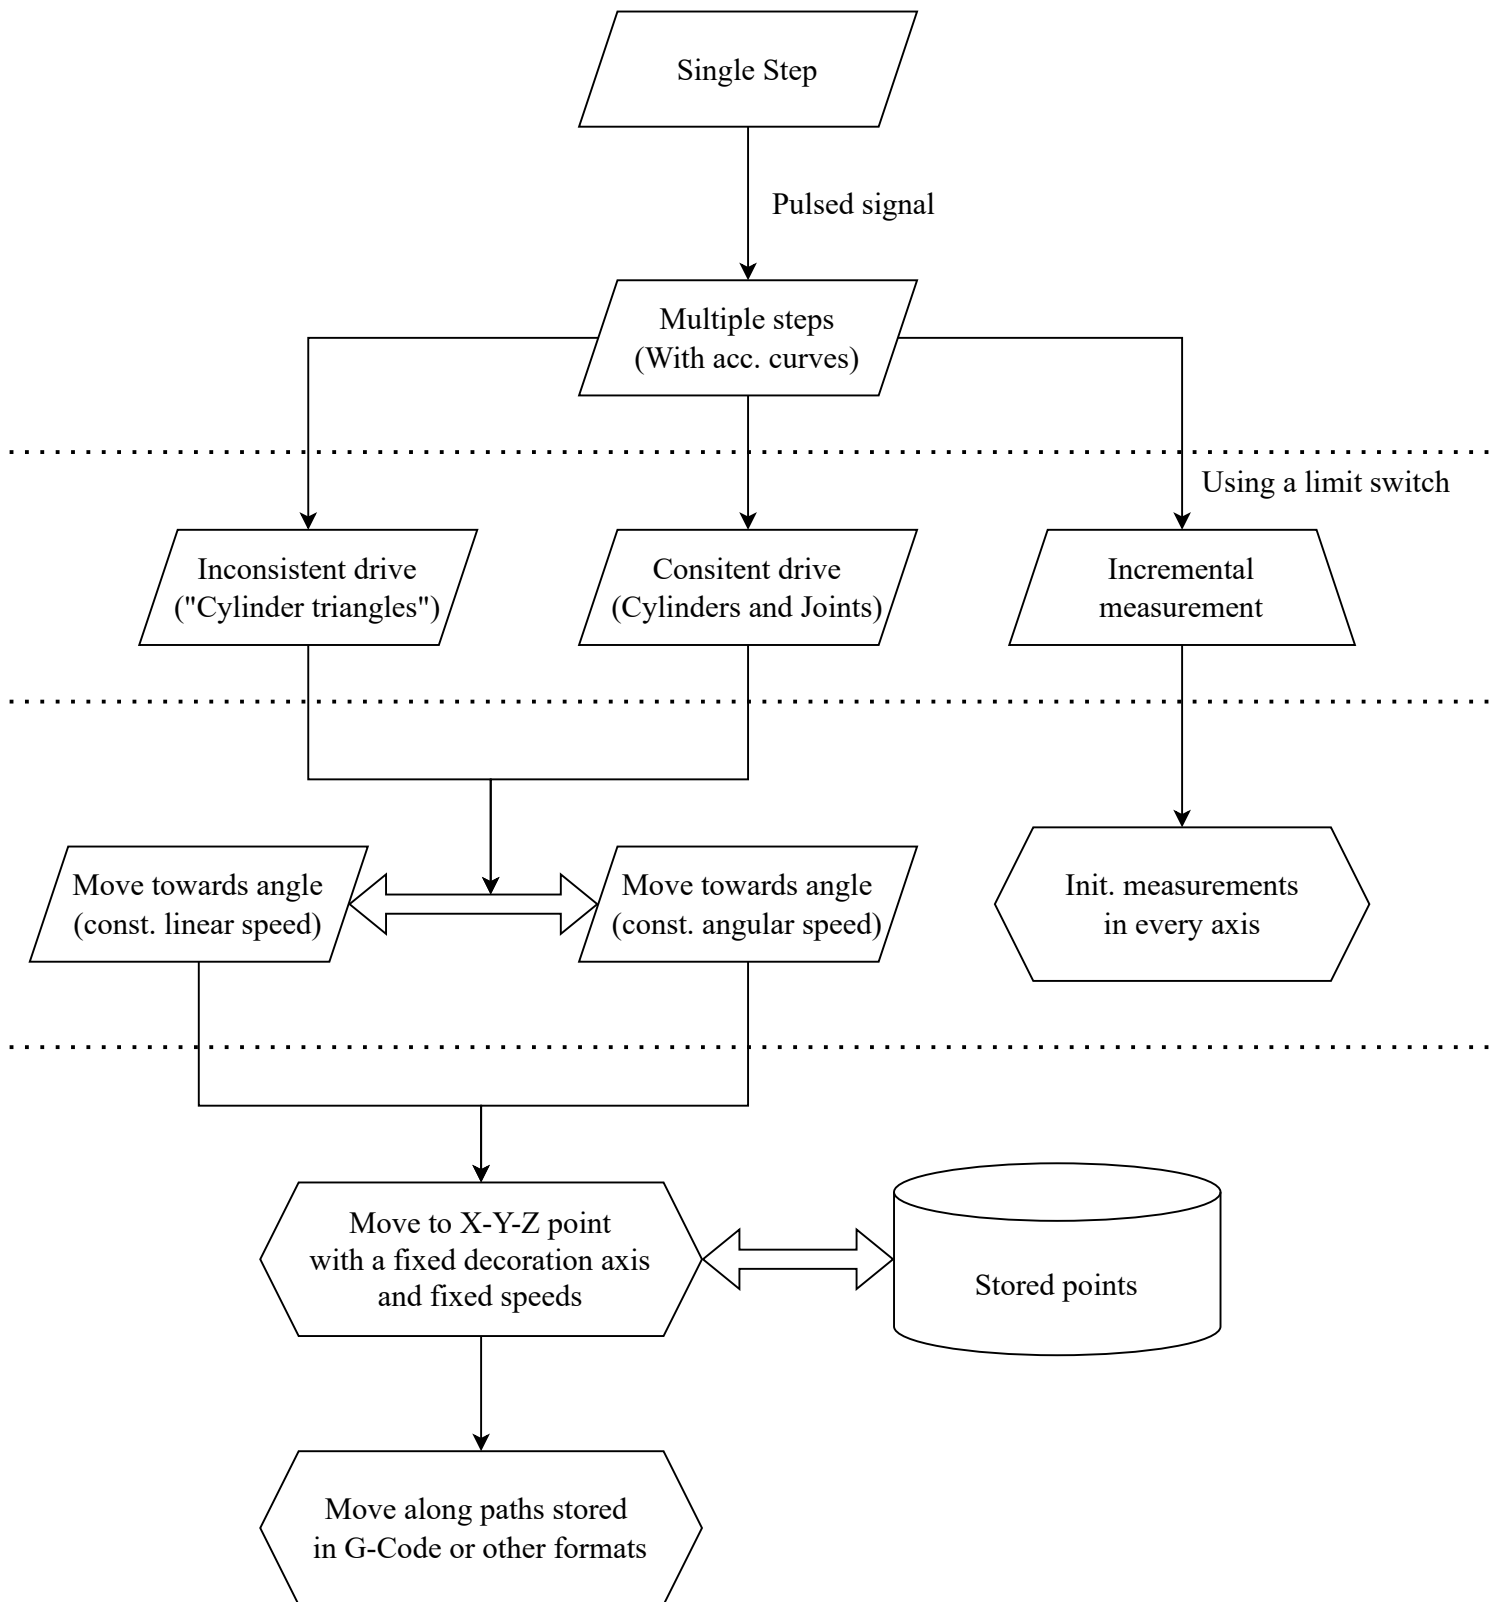 Single Step
Pulsed signal
Multiple steps
(With acc. curves)
Using a limit switch
Inconsistent drive
("Cylinder triangles")
Consitent drive
(Cylinders and Joints)
Incremental
measurement
Move towards angle
(const. linear speed)
Move towards angle
(const. angular speed)
Init. measurements
in every axis
Move to X-Y-Z point
with a fixed decoration axis
and fixed speeds
Stored points
Move along paths stored
in G-Code or other formats